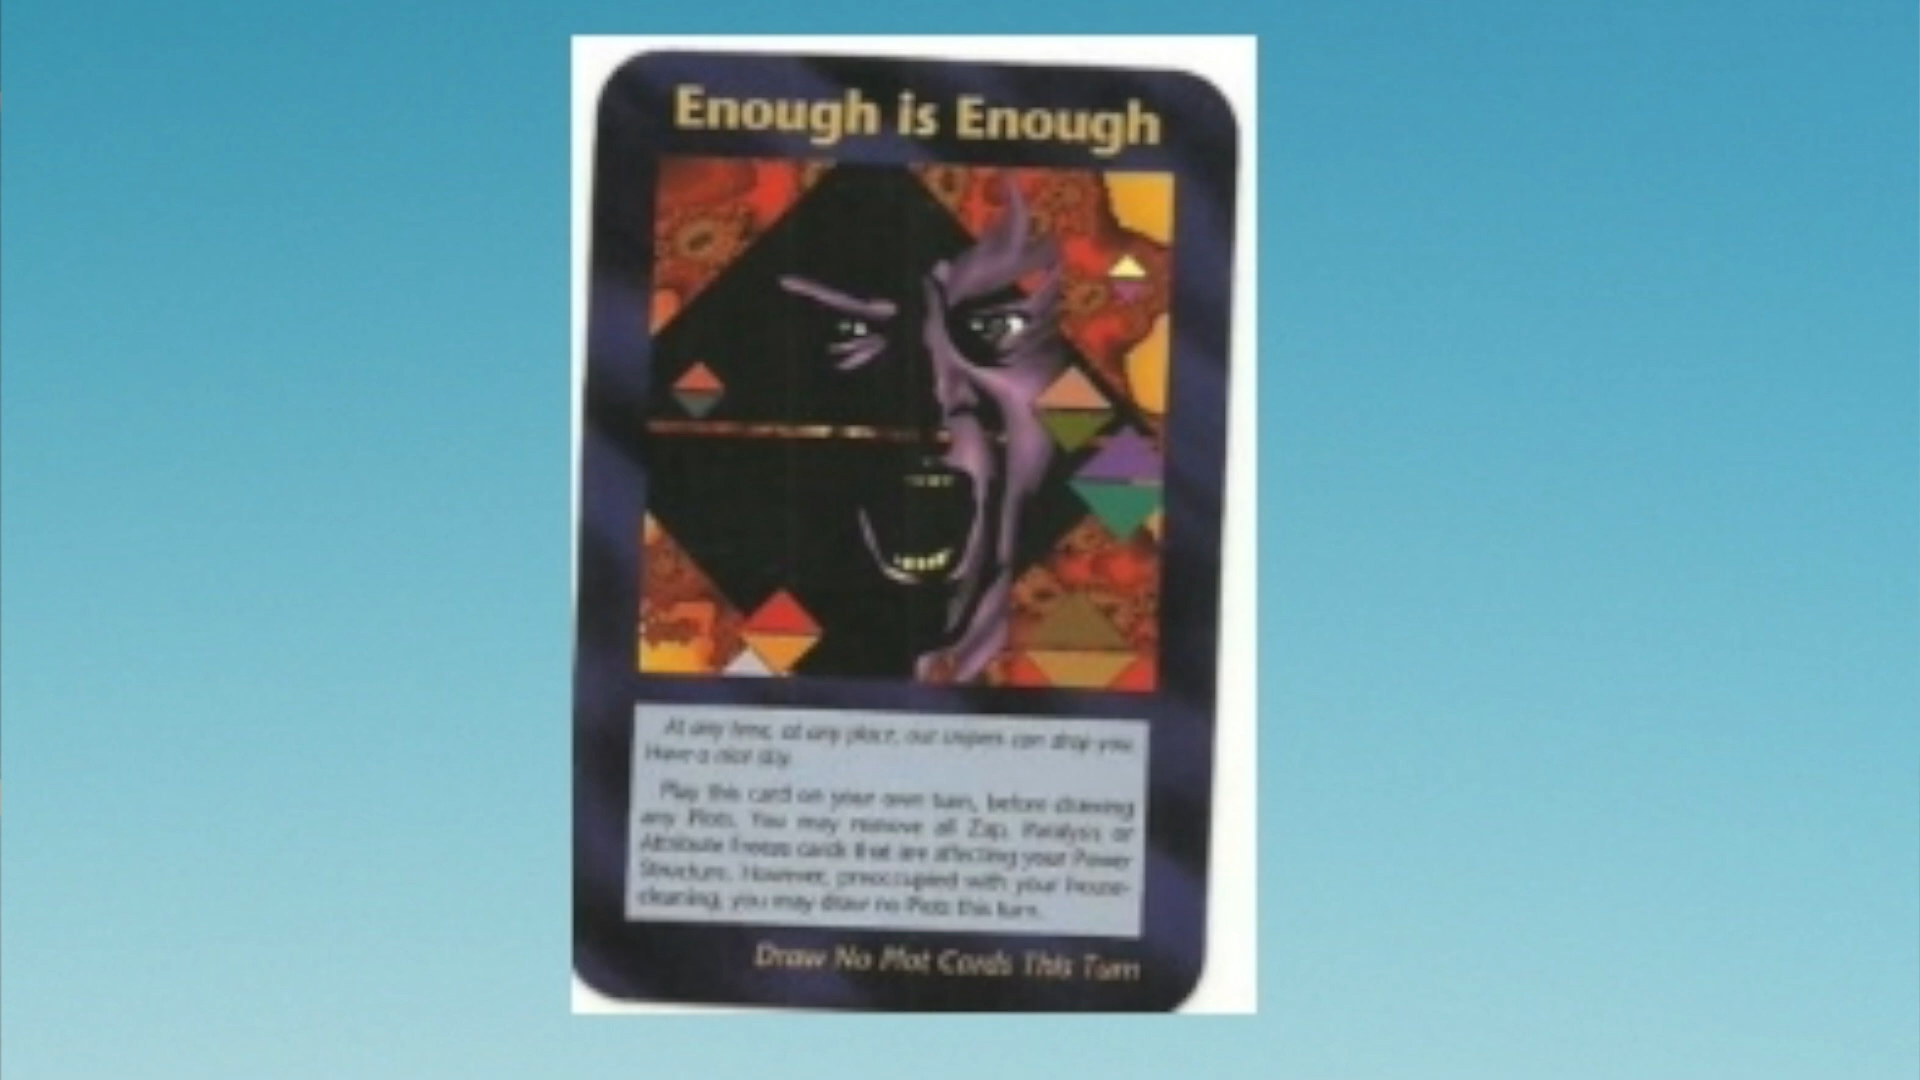 Enough is Enough
At any time, at any place, our snipers can drop you.
Have a nice day.
Play this card on your own turn, before drawing
any Plots. You may remove all Zap, Paralysis or
Attribute Freeze cards that are affecting your Power
Structure. However, preoccupied with your house-
cleaning, you may draw no Plots this turn.
Draw No Plot Cards This Turn